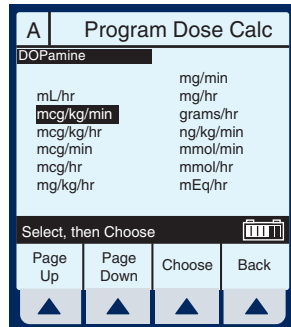 A Program Dose Calc
DOPamine
mL/hr
mcg/kg/min
mcg/kg/hr
mcg/min
mcg/hr
mg/kg/hr
mg/min
mg/hr
grams/hr
ng/kg/min
mmol/min
mmol/hr
mEq/hr
Select, then Choose
Page Up
Page Down
Choose
Back